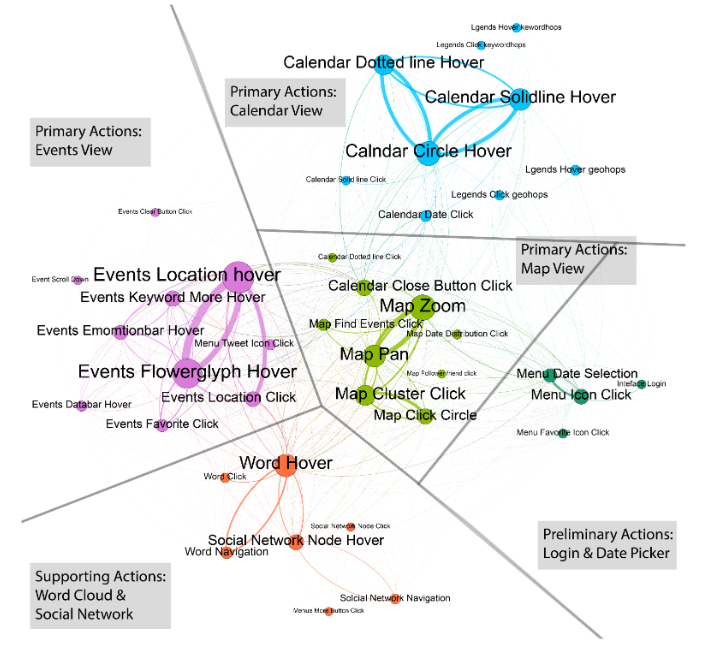 Lgends Hover kewordhops
Legends Click keywordhops
Calendar Dotted line Hover
Primary Actions:
Calendar View
Calendar Solidline Hover
Primary Actions:
Events View
Calndar Circle Hover
Lgends Hover geohops
Calendar Solid line Click
Legends Click geohops
Events Clear Button Click
Calendar Date Click
Primary Actions:
Map View
Calendar Dotted line Click
Events Location hover
Event Scroll Down
Calendar Close Button Click
Events Keyword More Hover
Map Zoom
Map Find Events Click
Events Emomtionbar Hover
Map Date Distribution Click
Menu Tweet Icon Click
Map Pan
Events Flowerglyph Hover
Map Follower friend click
Menu Date Selection
Inteface Login
Map Cluster Click
Menu Icon Click
Events Location Click
Events Databar Hover
Map Click Circle
Events Favorite Click
Menu Favorite Icon Click
Word Hover
Word Click
Social Network Node Click
Social Network Node Hover
Word Navigation
Preliminary Actions:
Login & Date Picker
Supporting Actions:
Word Cloud &
Social Network
Solcial Network Navigation
Menue More Button Click